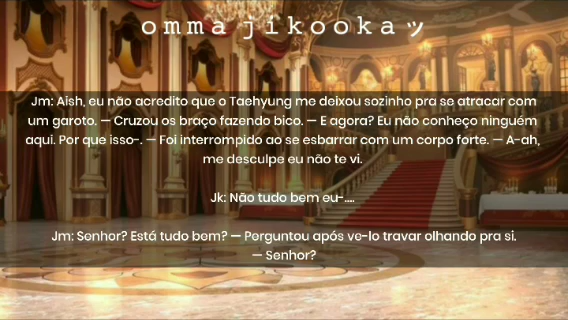 omma jikooka ツ
Jm: Aish, eu não acredito que o Taehyung me deixou sozinho pra se atracar com
um garoto. — Cruzou os braço fazendo bico. — E agora? Eu não conheço ninguém
aqui. Por que isso-. — Foi interrompido ao se esbarrar com um corpo forte. — A-ah,
me desculpe eu não te vi.
Jk: Não tudo bem eu-....
Jm: Senhor? Está tudo bem? — Perguntou após ve-lo travar olhando pra si.
— Senhor?